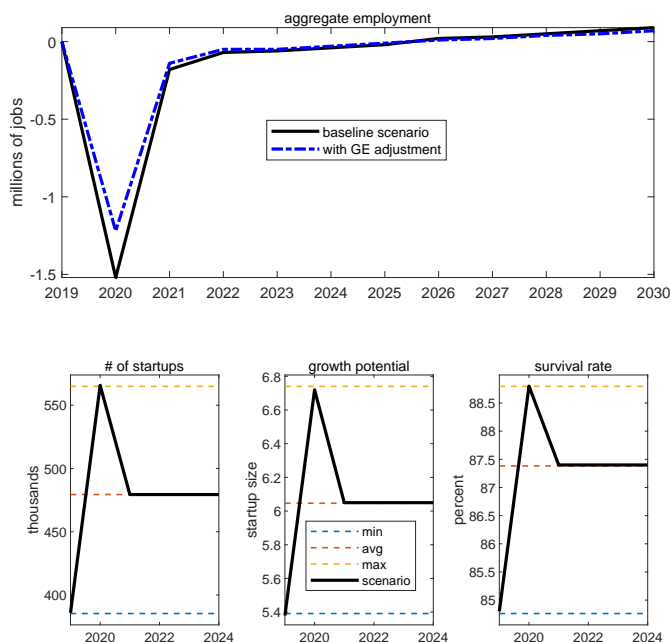 aggregate employment
0
-0.5
-1
-1.5
millions of jobs
baseline scenario
with GE adjustment
2019 2020 2021 2022 2023 2024 2025 2026 2027 2028 2029 2030
# of startups
550
500
450
400
thousands
2020 2022 2024
growth potential
6.8
6.6
6.4
6.2
6
5.8
5.6
5.4
startup size
min
avg
max
scenario
2020 2022 2024
survival rate
88.5
88
87.5
87
86.5
86
85.5
85
percent
2020 2022 2024